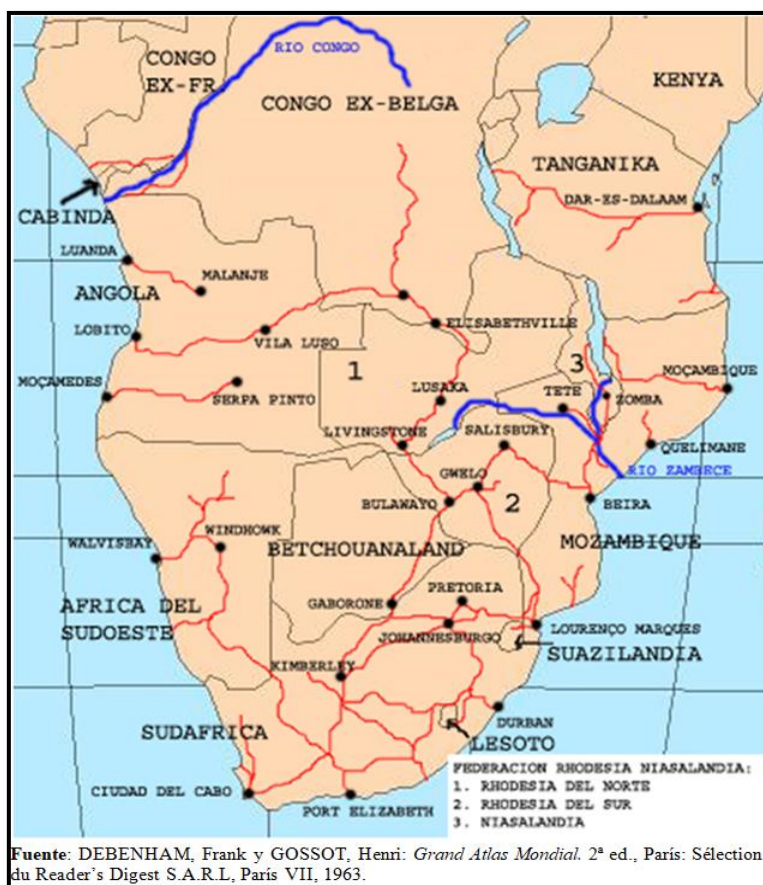 CONGO
EX-FR.
RIO CONGO
CONGO EX-BELGA
KENYA
TANGANIKA
DAR-ES-DALAAM
CABINDA
LUANDA
MALANJE
ANGOLA
LOBITO
VILA LUSO
ELISABETHVILLE
1
3
MOÇAMBIQUE
MOÇAMEDES
SERPA PINTO
LUSAKA
TETE
ZOMBA
LIVINGSTONE
SALISBURY
QUELIMANE
RIO ZAMBECE
GWELO
2
BULAWAYO
BEIRA
WINDHOWK
WALVISBAY
BETCHOUANALAND
MOZAMBIQUE
PRETORIA
AFRICA DEL
SUDOESTE
GABORONE
JOHANNESBURGO
LOURENÇO MARQUES
SUAZILANDIA
KIMBERLEY
SUDAFRICA
DURBAN
LESOTO
CIUDAD DEL CABO
PORT ELIZABETH
FEDERACION RHODESIA NIASALANDIA:
1. RHODESIA DEL NORTE
2. RHODESIA DEL SUR
3. NIASALANDIA
Fuente: DEBENHAM, Frank y GOSSOT, Henri: Grand Atlas Mondial. 2ª ed., París: Sélection
du Reader's Digest S.A.R.L, París VII, 1963.